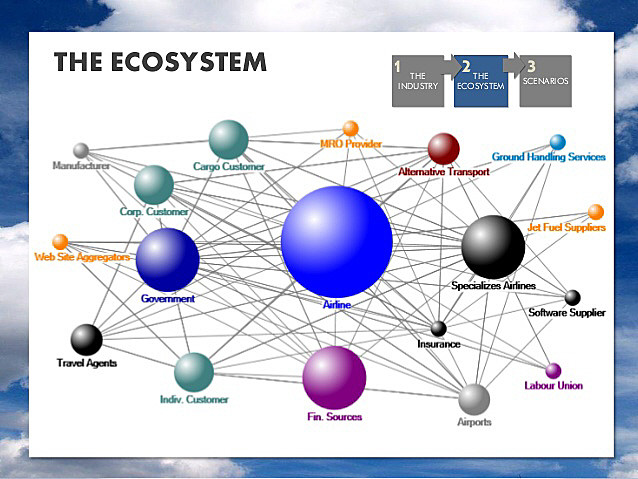 THE ECOSYSTEM
1 THE
INDUSTRY
2 THE
ECOSYSTEM
3
SCENARIOS
Manufacturer
Cargo Customer
MRO Provider
Alternative Transport
Ground Handling Services
Corp. Customer
Jet Fuel Suppliers
Web Site Aggregators
Government
Airline
Specializes Airlines
Software Supplier
Insurance
Travel Agents
Indiv. Customer
Fin. Sources
Labour Union
Airports